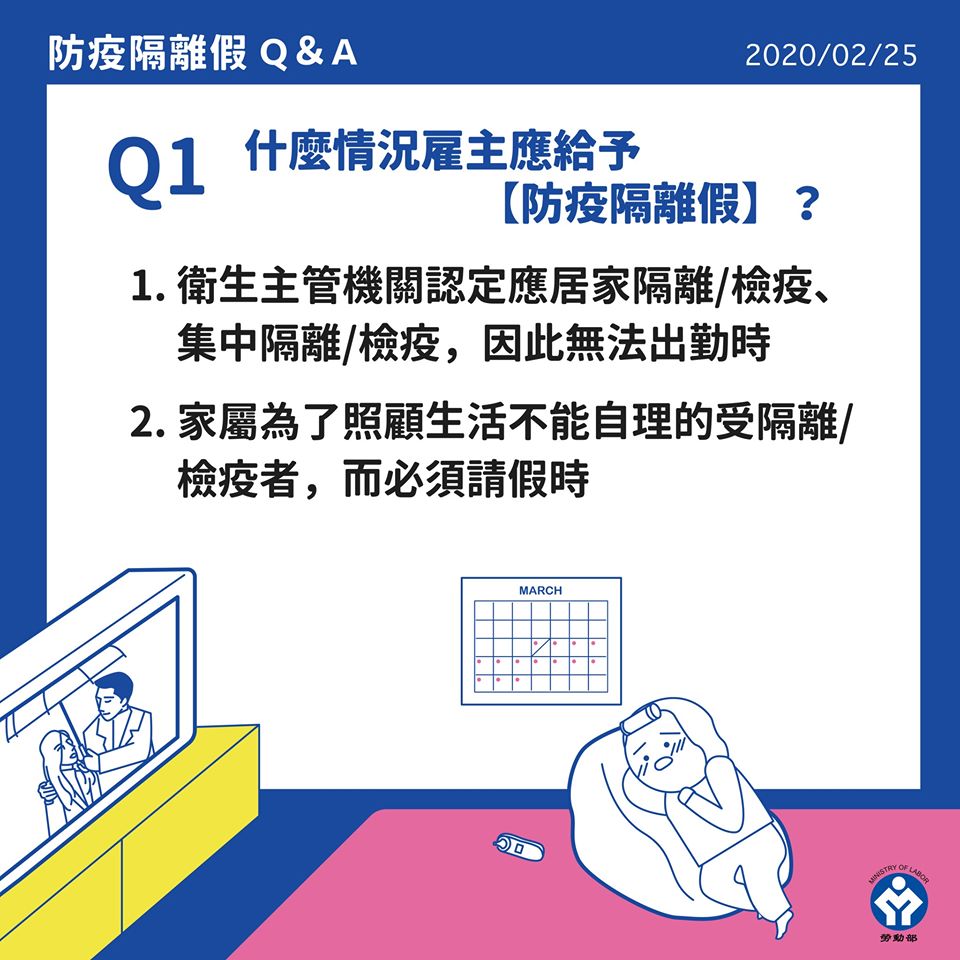 防疫隔離假 Q&A
2020/02/25
Q1 什麼情況雇主應給予
【防疫隔離假】？
1. 衛生主管機關認定應居家隔離/檢疫、
集中隔離/檢疫，因此無法出勤時
2. 家屬為了照顧生活不能自理的受隔離/
檢疫者，而必須請假時
MARCH
MINISTRY OF LABOR
勞動部